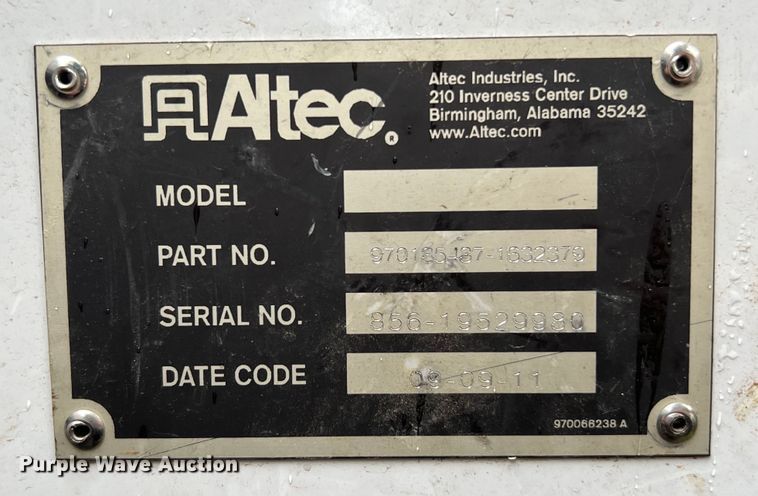 Altec®
Altec Industries, Inc.
210 Inverness Center Drive
Birmingham, Alabama 35242
www.Altec.com
MODEL
PART NO. 970185487-1632379
SERIAL NO. 856-19529980
DATE CODE 09-09-11
970066238 A
Purple Wave Auction